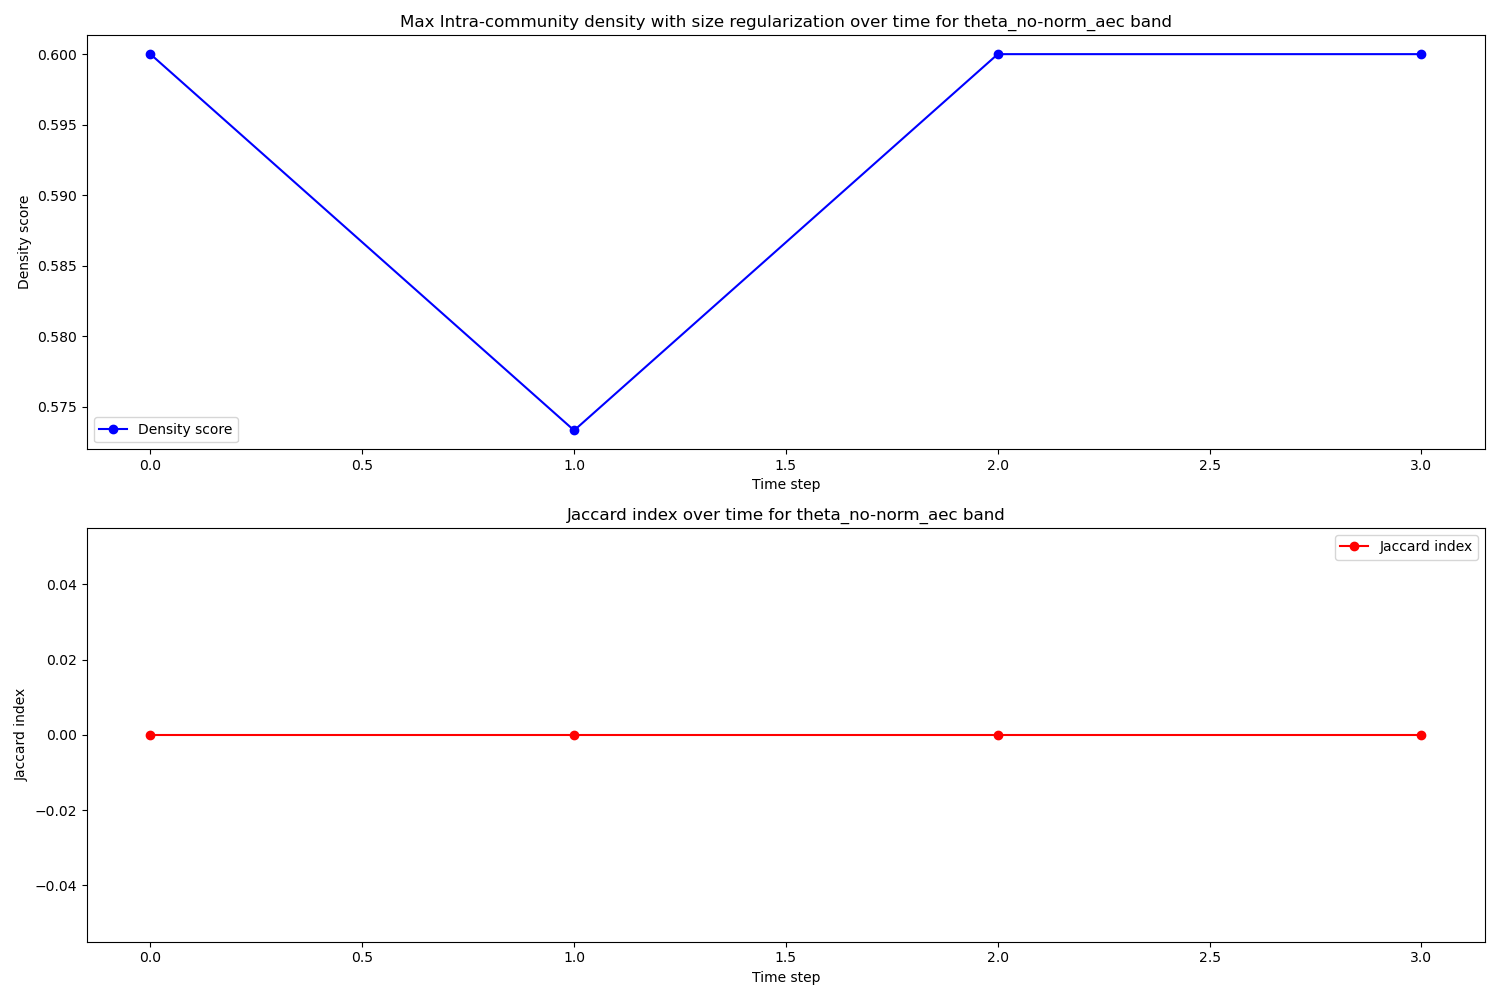 Max Intra-community density with size regularization over time for theta_no-norm_aec band
0.600
0.595
0.590
0.585
0.580
0.575
Density score
Density score
0.0 0.5 1.0 1.5 2.0 2.5 3.0
Time step
Jaccard index over time for theta_no-norm_aec band
Jaccard index
0.04
0.02
0.00
−0.02
−0.04
Jaccard index
0.0 0.5 1.0 1.5 2.0 2.5 3.0
Time step